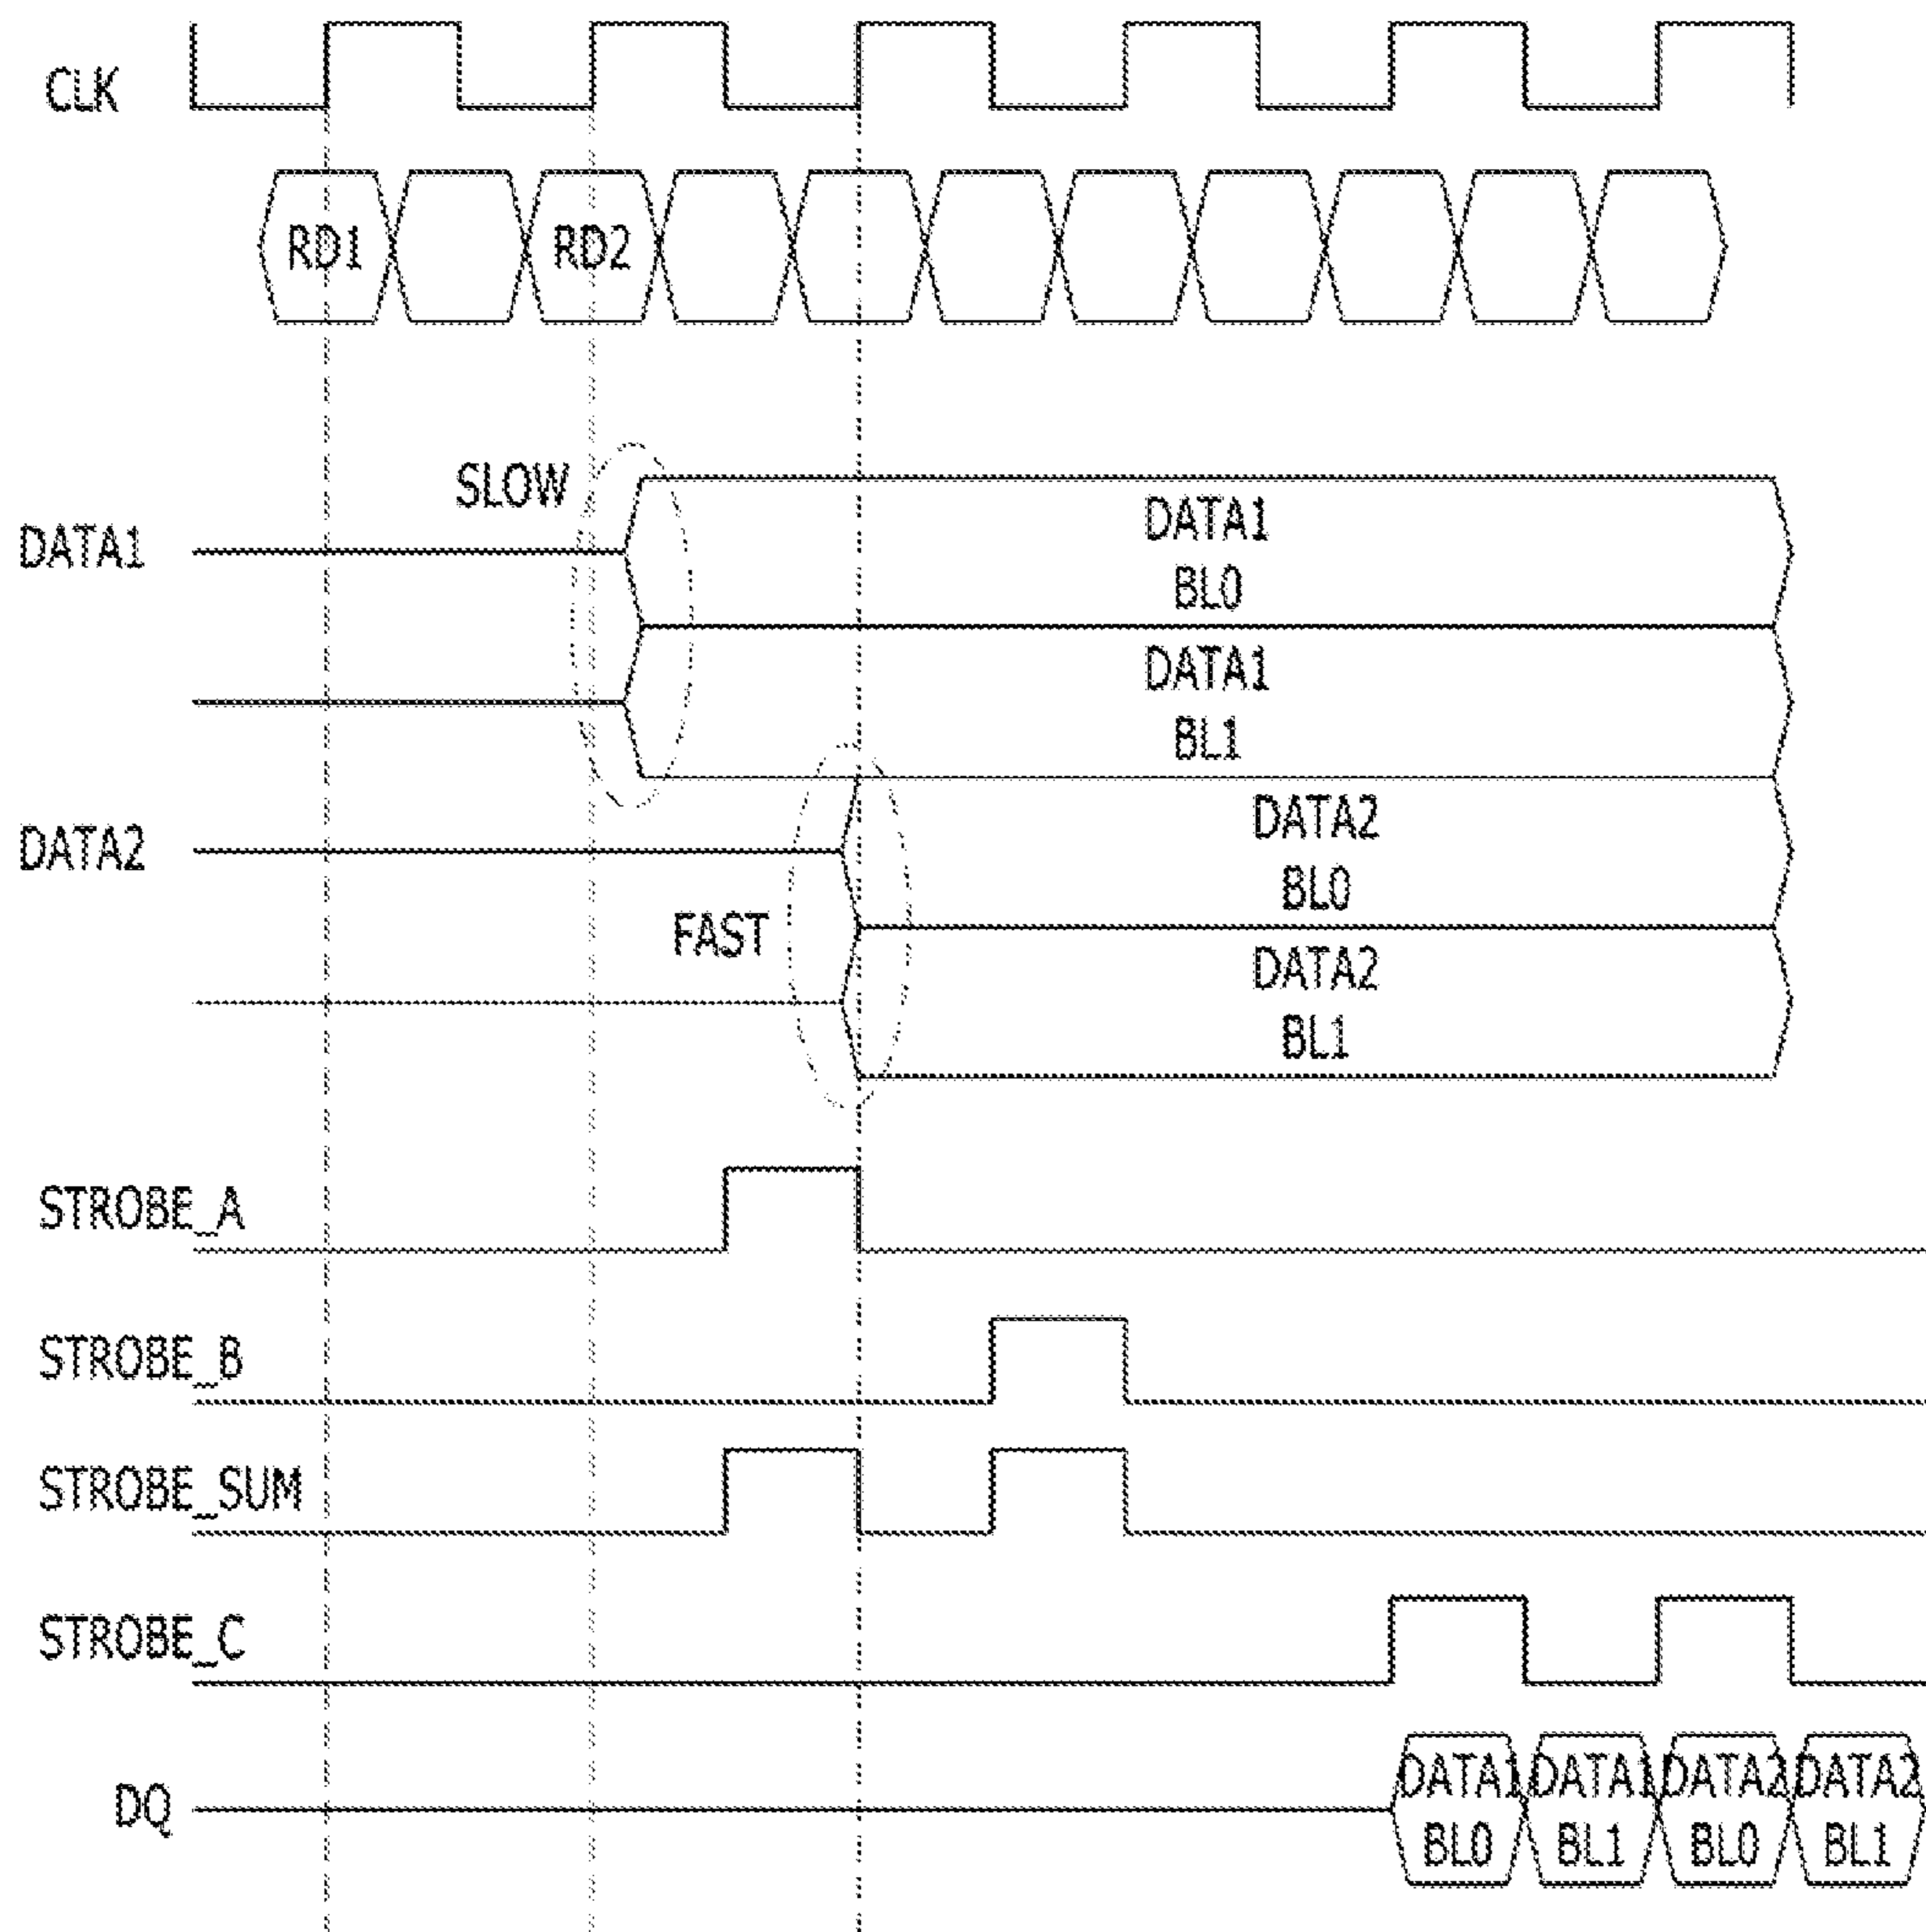 CLK
RD1
RD2
SLOW
DATA1
DATA1
BL0
DATA1
BL1
DATA2
DATA2
BL0
FAST
DATA2
BL1
STROBE_A
STROBE_B
STROBE_SUM
STROBE_C
DQ
DATA1 DATA1 DATA2 DATA2
BL0 BL1 BL0 BL1